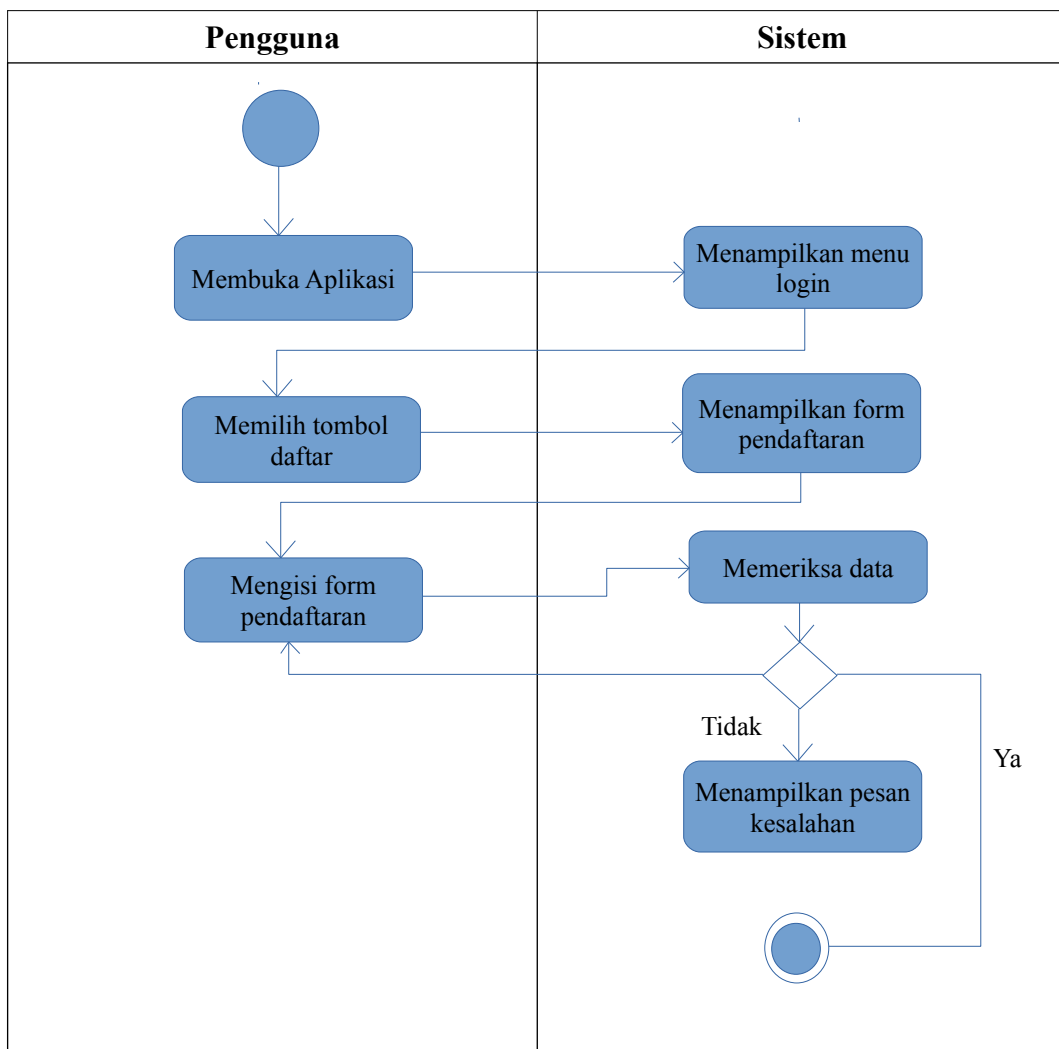 Pengguna
Sistem
Membuka Aplikasi
Menampilkan menu
login
Memilih tombol
daftar
Menampilkan form
pendaftaran
Mengisi form
pendaftaran
Memeriksa data
Tidak
Ya
Menampilkan pesan
kesalahan